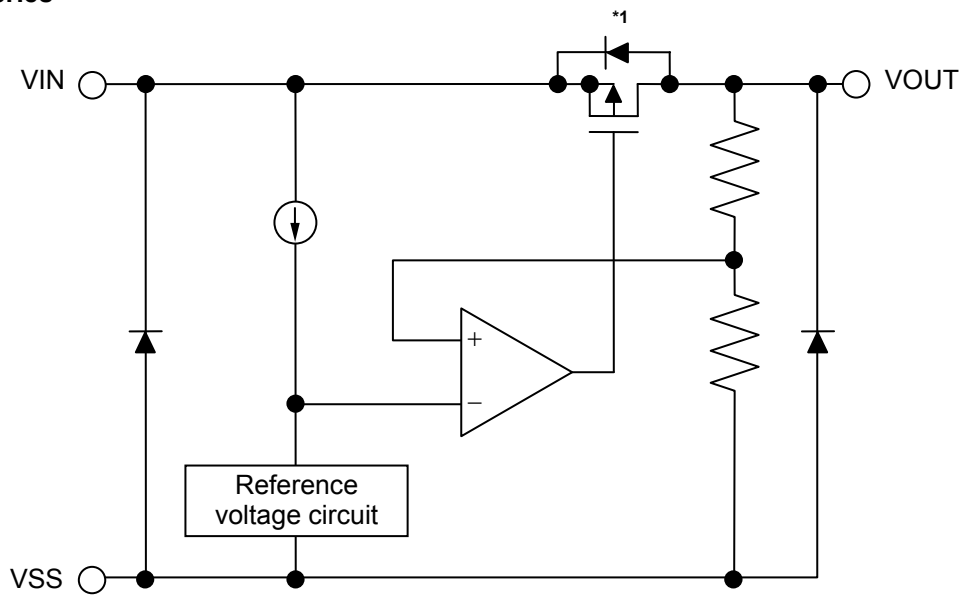 *1
VIN
VOUT
+
−
Reference
voltage circuit
VSS